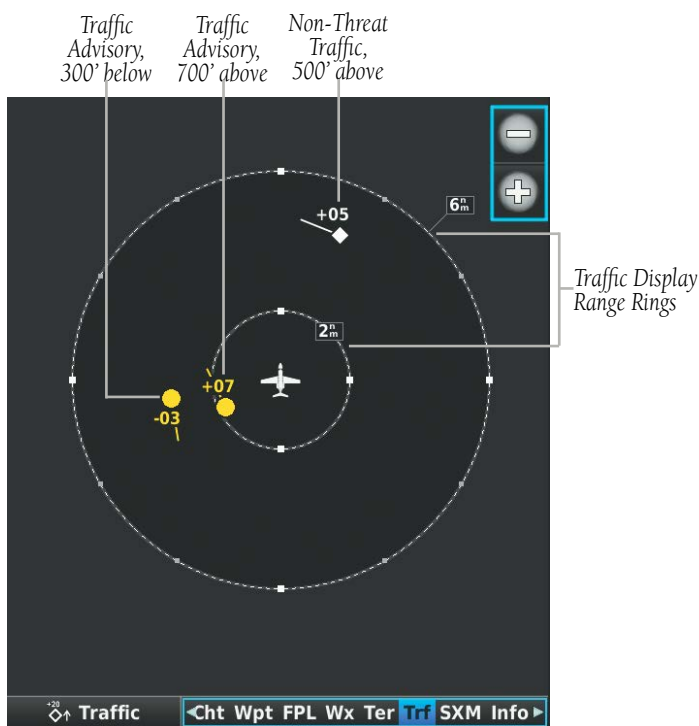 Traffic
Advisory,
300' below
Traffic
Advisory,
700' above
Non-Threat
Traffic,
500' above
+05
6nm
Traffic Display
Range Rings
2nm
+07
-03
+20
Traffic
Cht Wpt FPL Wx Ter Trf SXM Info